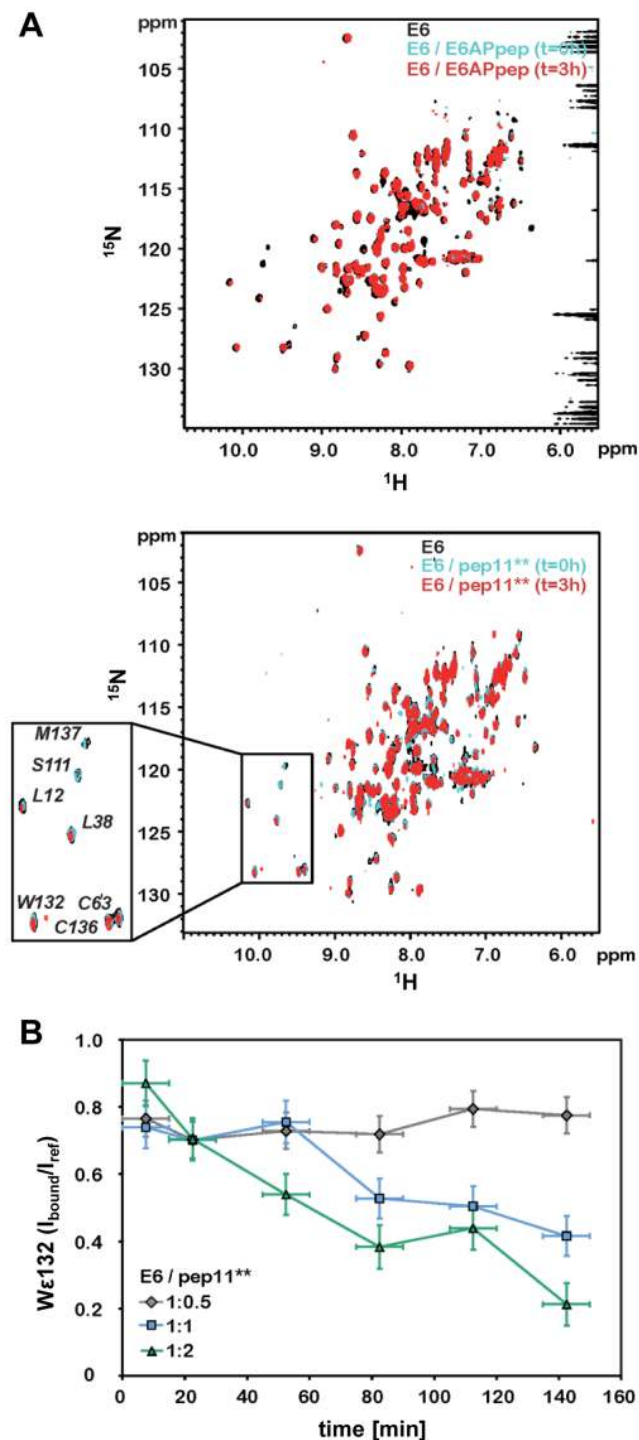 A
ppm
E6
E6 / E6APpep (t=0h)
E6 / E6APpep (t=3h)
105
110
115
120
125
130
15N
10.0 9.0 8.0 7.0 6.0 ppm
1H
ppm
E6
E6 / pep11** (t=0h)
E6 / pep11** (t=3h)
105
110
115
120
125
130
15N
M137
S111
L12
L38
W132 C63
C136
10.0 9.0 8.0 7.0 6.0 ppm
1H
B
1.0
0.8
0.6
0.4
0.2
0
Wε132 (Ibound/Iref)
E6 / pep11**
1:0.5
1:1
1:2
0 20 40 60 80 100 120 140 160
time [min]